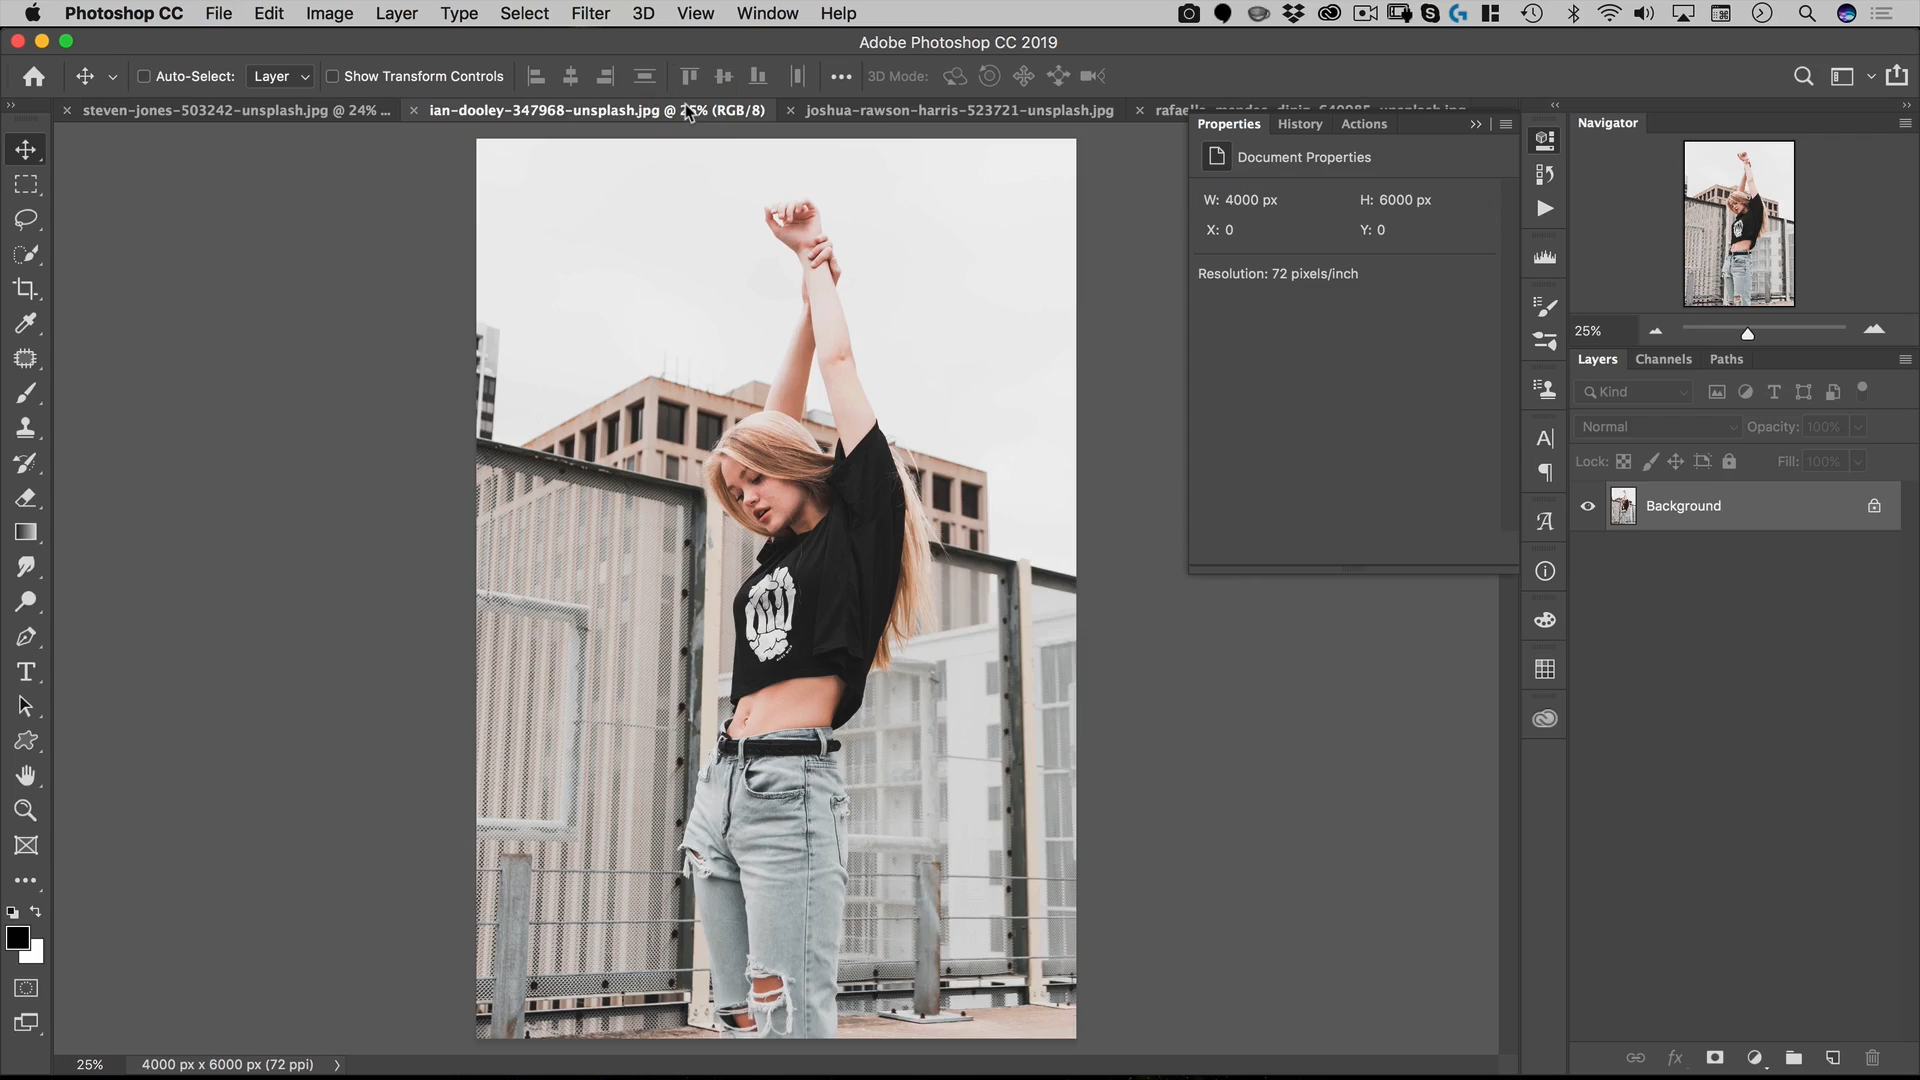 Photoshop CC File Edit Image Layer Type Select Filter 3D View Window Help
Adobe Photoshop CC 2019
Auto-Select: Layer Show Transform Controls 3D Mode:
steven-jones-503242-unsplash.jpg @ 24% ... ian-dooley-347968-unsplash.jpg @ 25% (RGB/8) joshua-rawson-harris-523721-unsplash.jpg
Properties History Actions
Document Properties
W: 4000 px H: 6000 px
X: 0 Y: 0
Resolution: 72 pixels/inch
Navigator
25%
Layers Channels Paths
Kind
Normal Opacity: 100%
Lock: Fill: 100%
Background
25% 4000 px x 6000 px (72 ppi)